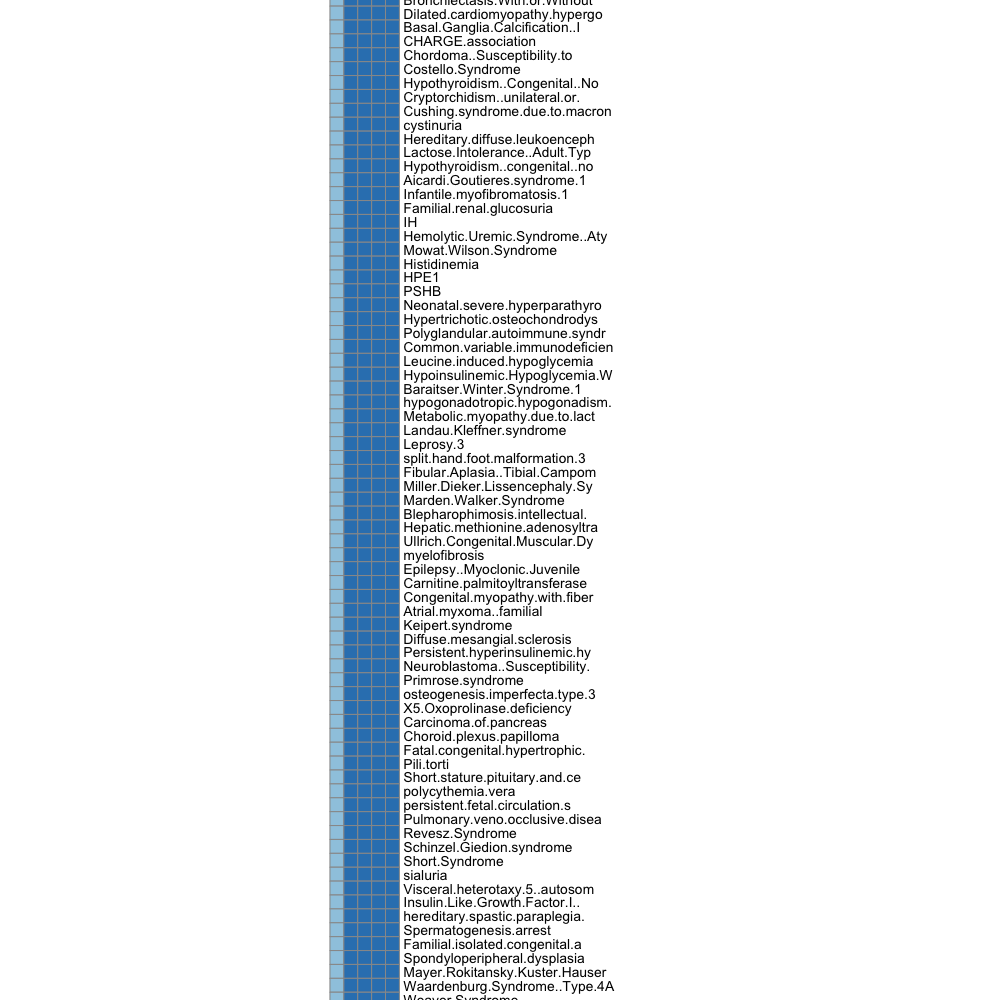 Bronchiectasis.With.or.Without
Dilated.cardiomyopathy.hypergo
Basal.Ganglia.Calcification..I
CHARGE.association
Chordoma..Susceptibility.to
Costello.Syndrome
Hypothyroidism..Congenital..No
Cryptorchidism..unilateral.or.
Cushing.syndrome.due.to.macron
cystinuria
Hereditary.diffuse.leukoenceph
Lactose.Intolerance..Adult.Typ
Hypothyroidism..congenital..no
Aicardi.Goutieres.syndrome.1
Infantile.myofibromatosis.1
Familial.renal.glucosuria
IH
Hemolytic.Uremic.Syndrome..Aty
Mowat.Wilson.Syndrome
Histidinemia
HPE1
PSHB
Neonatal.severe.hyperparathyro
Hypertrichotic.osteochondrodys
Polyglandular.autoimmune.syndr
Common.variable.immunodeficien
Leucine.induced.hypoglycemia
Hypoinsulinemic.Hypoglycemia.W
Baraitser.Winter.Syndrome.1
hypogonadotropic.hypogonadism.
Metabolic.myopathy.due.to.lact
Landau.Kleffner.syndrome
Leprosy.3
split.hand.foot.malformation.3
Fibular.Aplasia..Tibial.Campom
Miller.Dieker.Lissencephaly.Sy
Marden.Walker.Syndrome
Blepharophimosis.intellectual.
Hepatic.methionine.adenosyltra
Ullrich.Congenital.Muscular.Dy
myelofibrosis
Epilepsy..Myoclonic.Juvenile
Carnitine.palmitoyltransferase
Congenital.myopathy.with.fiber
Atrial.myxoma..familial
Keipert.syndrome
Diffuse.mesangial.sclerosis
Persistent.hyperinsulinemic.hy
Neuroblastoma..Susceptibility.
Primrose.syndrome
osteogenesis.imperfecta.type.3
X5.Oxoprolinase.deficiency
Carcinoma.of.pancreas
Choroid.plexus.papilloma
Fatal.congenital.hypertrophic.
Pili.torti
Short.stature.pituitary.and.ce
polycythemia.vera
persistent.fetal.circulation.s
Pulmonary.veno.occlusive.disea
Revesz.Syndrome
Schinzel.Giedion.syndrome
Short.Syndrome
sialuria
Visceral.heterotaxy.5..autosom
Insulin.Like.Growth.Factor.I..
hereditary.spastic.paraplegia.
Spermatogenesis.arrest
Familial.isolated.congenital.a
Spondyloperipheral.dysplasia
Mayer.Rokitansky.Kuster.Hauser
Waardenburg.Syndrome..Type.4A
Weaver.Syndrome